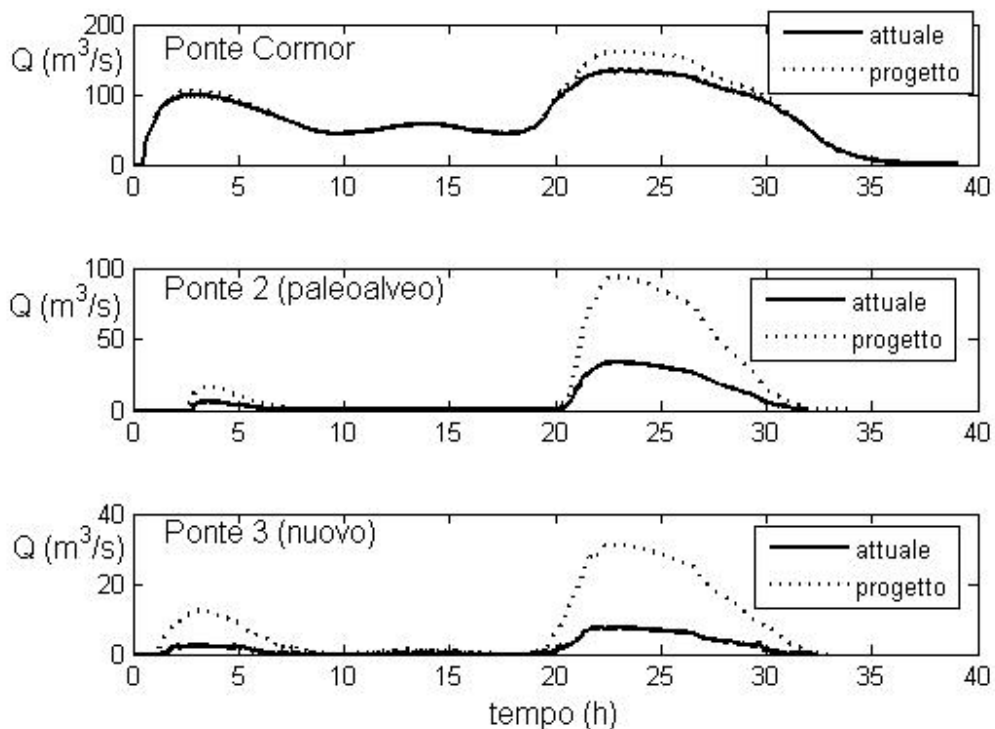 200
Q (m³/s)
Ponte Cormor
attuale
progetto
100
0
0 5 10 15 20 25 30 35 40
100
Q (m³/s)
Ponte 2 (paleoalveo)
attuale
progetto
50
0
0 5 10 15 20 25 30 35 40
40
Q (m³/s)
Ponte 3 (nuovo)
attuale
progetto
20
0
0 5 10 15 20 25 30 35 40
tempo (h)